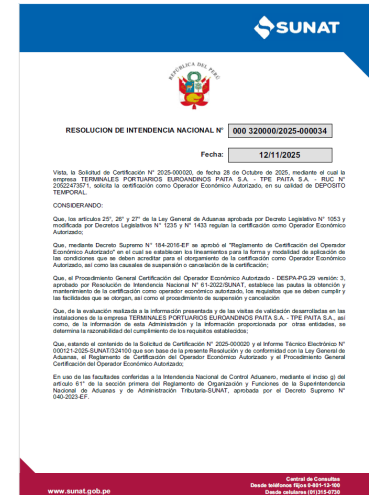 SUNAT
REPÚBLICA DEL PERÚ
RESOLUCION DE INTENDENCIA NACIONAL N° 000 320000/2025-000034
Fecha: 12/11/2025
Vista, la Solicitud de Certificación N° 2025-000020, de fecha 28 de Octubre de 2025, mediante el cual la
empresa TERMINALES PORTUARIOS EUROANDINOS PAITA S.A. - TPE PAITA S.A. - RUC N°
20522473571, solicita la certificación como Operador Económico Autorizado, en su calidad de DEPOSITO
TEMPORAL.
CONSIDERANDO:
Que, los artículos 25°, 26° y 27° de la Ley General de Aduanas aprobada por Decreto Legislativo N° 1053 y
modificada por Decretos Legislativos N° 1235 y N° 1433 regulan la certificación como Operador Económico
Autorizado;
Que, mediante Decreto Supremo N° 184-2016-EF se aprobó el "Reglamento de Certificación del Operador
Económico Autorizado" en el cual se establecen los lineamientos para la forma y modalidad de aplicación de
las condiciones que se deben acreditar para el otorgamiento de la certificación como Operador Económico
Autorizado, así como las causales de suspensión o cancelación de la certificación;
Que, el Procedimiento General Certificación del Operador Económico Autorizado - DESPA-PG.29 versión: 3,
aprobado por Resolución de Intendencia Nacional N° 61-2022/SUNAT, establece las pautas la obtención y
mantenimiento de la certificación como operador económico autorizado, los requisitos que se deben cumplir y
las facilidades que se otorgan, así como el procedimiento de suspensión y cancelación
Que, de la evaluación realizada a la información presentada y de las visitas de validación desarrolladas en las
instalaciones de la empresa TERMINALES PORTUARIOS EUROANDINOS PAITA S.A. - TPE PAITA S.A., así
como, de la información de esta Administración y la información proporcionada por otras entidades, se
determina la razonabilidad del cumplimiento de los requisitos establecidos;
Que, estando el contenido de la Solicitud de Certificación N° 2025-000020 y el Informe Técnico Electrónico N°
000121-2025-SUNAT/324100 que son base de la presente Resolución y de conformidad con la Ley General de
Aduanas, el Reglamento de Certificación del Operador Económico Autorizado y el Procedimiento General
Certificación del Operador Económico Autorizado;
En uso de las facultades conferidas a la Intendencia Nacional de Control Aduanero, mediante el inciso g) del
artículo 61° de la sección primera del Reglamento de Organización y Funciones de la Superintendencia
Nacional de Aduanas y de Administración Tributaria-SUNAT, aprobada por el Decreto Supremo N°
040-2023-EF.
www.sunat.gob.pe
Central de Consultas
Desde teléfonos fijos 0-801-12-100
Desde celulares (01)315-0730